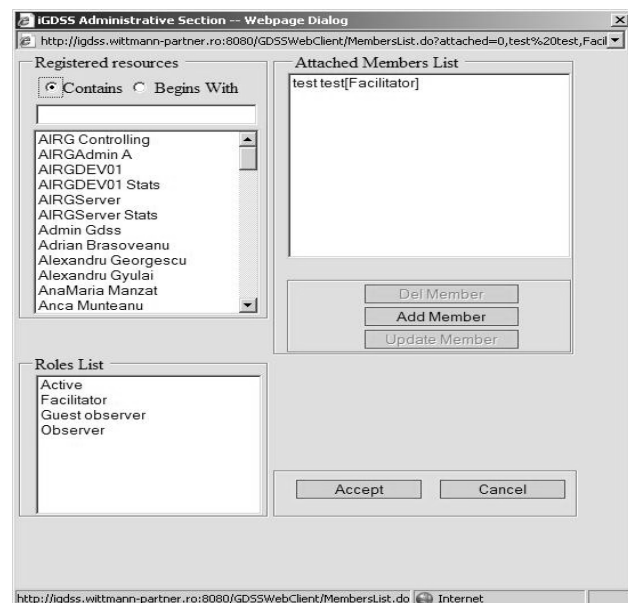 iGDSS Administrative Section -- Webpage Dialog
http://igdss.wittmann-partner.ro:8080/GDSSWebClient/MembersList.do?attached=0,test%20test,Facil
Registered resources
Contains Begins With
AIRG Controlling
AIRGAdmin A
AIRGDEV01
AIRGDEV01 Stats
AIRGServer
AIRGServer Stats
Admin Gdss
Adrian Brasoveanu
Alexandru Georgescu
Alexandru Gyulai
AnaMaria Manzat
Anca Munteanu
Attached Members List
test test[Facilitator]
Del Member
Add Member
Update Member
Roles List
Active
Facilitator
Guest observer
Observer
Accept Cancel
http://igdss.wittmann-partner.ro:8080/GDSSWebClient/MembersList.do Internet